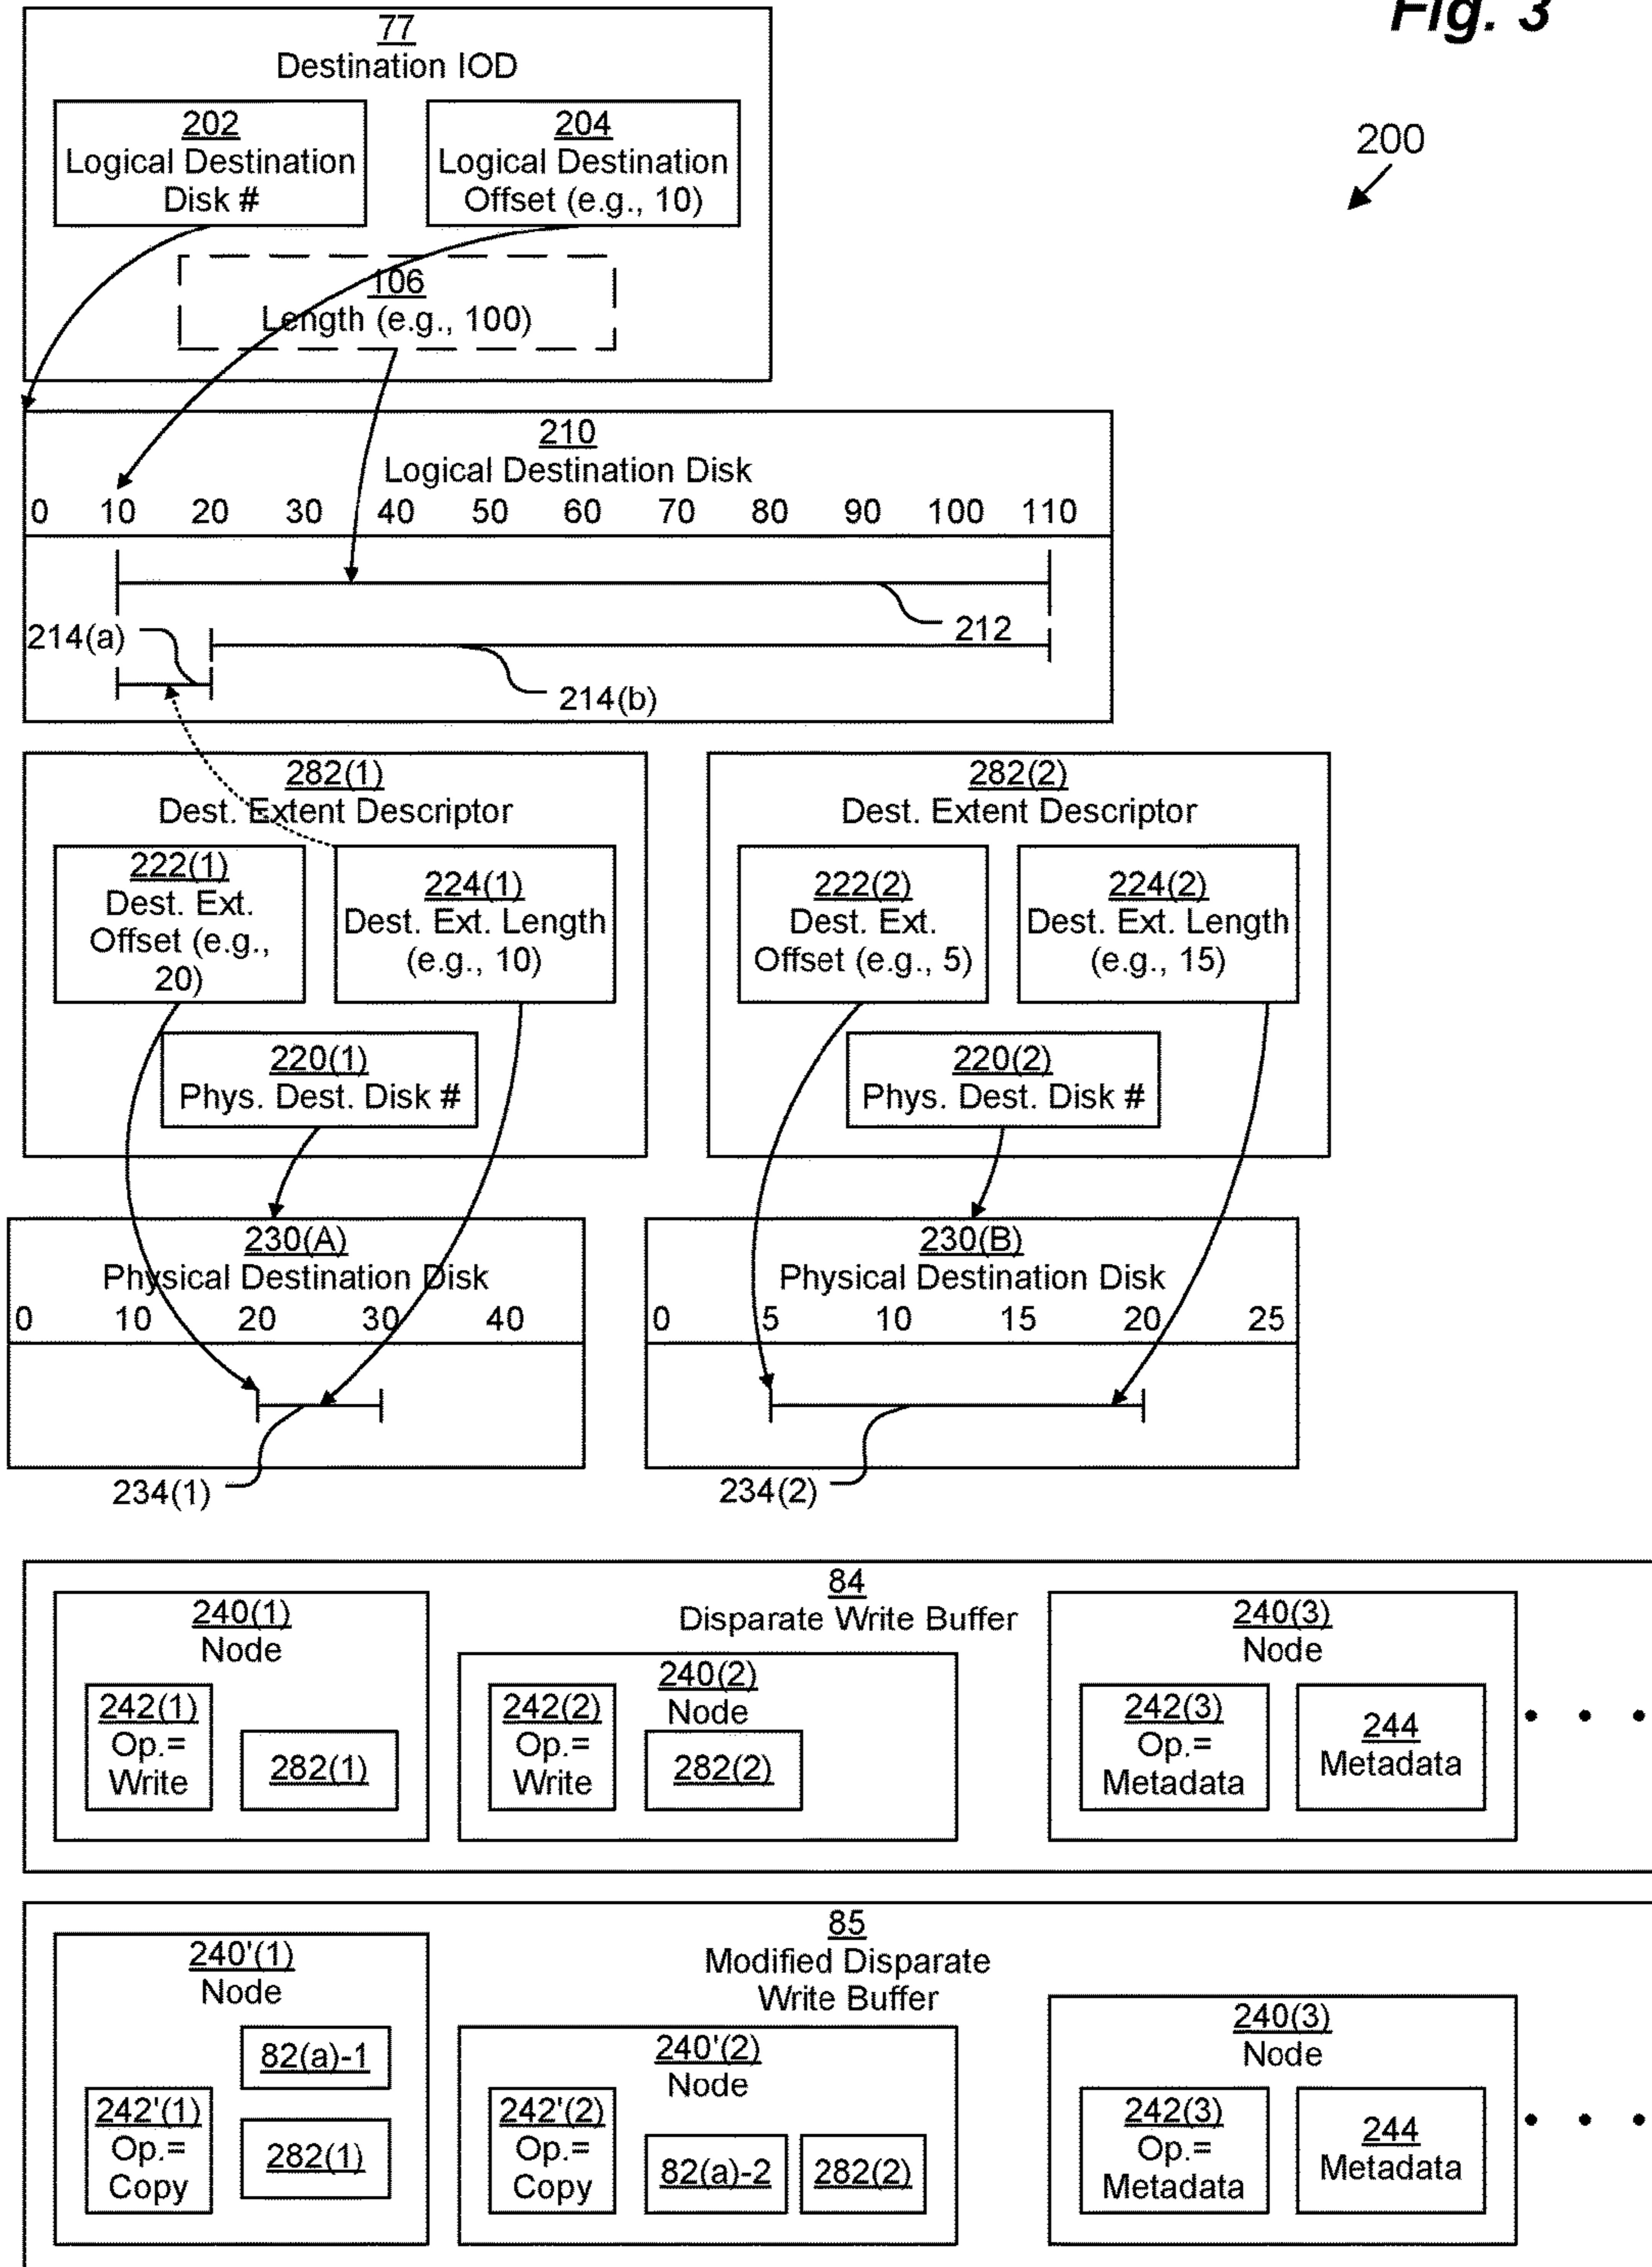 Fig. 3
200
77
Destination IOD
202
Logical Destination
Disk #
204
Logical Destination
Offset (e.g., 10)
106
Length (e.g., 100)
210
Logical Destination Disk
0 10 20 30 40 50 60 70 80 90 100 110
212
214(a)
214(b)
282(1)
Dest. Extent Descriptor
222(1)
Dest. Ext.
Offset (e.g.,
20)
224(1)
Dest. Ext. Length
(e.g., 10)
220(1)
Phys. Dest. Disk #
282(2)
Dest. Extent Descriptor
222(2)
Dest. Ext.
Offset (e.g., 5)
224(2)
Dest. Ext. Length
(e.g., 15)
220(2)
Phys. Dest. Disk #
230(A)
Physical Destination Disk
0 10 20 30 40
234(1)
230(B)
Physical Destination Disk
0 5 10 15 20 25
234(2)
84
Disparate Write Buffer
240(1)
Node
242(1)
Op.=
Write
282(1)
240(2)
Node
242(2)
Op.=
Write
282(2)
240(3)
Node
242(3)
Op.=
Metadata
244
Metadata
• • •
85
Modified Disparate
Write Buffer
240'(1)
Node
82(a)-1
242'(1)
Op.=
Copy
282(1)
240'(2)
Node
242'(2)
Op.=
Copy
82(a)-2
282(2)
240(3)
Node
242(3)
Op.=
Metadata
244
Metadata
• • •